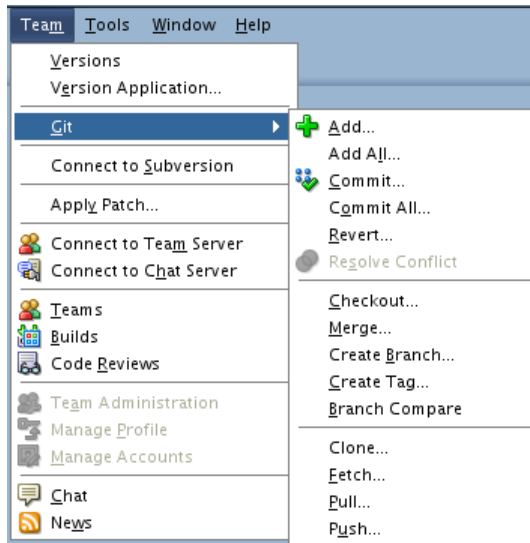 Team Tools Window Help
Versions
Version Application...
Git
Connect to Subversion
Apply Patch...
Connect to Team Server
Connect to Chat Server
Teams
Builds
Code Reviews
Team Administration
Manage Profile
Manage Accounts
Chat
News
Add...
Add All...
Commit...
Commit All...
Revert...
Resolve Conflict
Checkout...
Merge...
Create Branch...
Create Tag...
Branch Compare
Clone...
Fetch...
Pull...
Push...